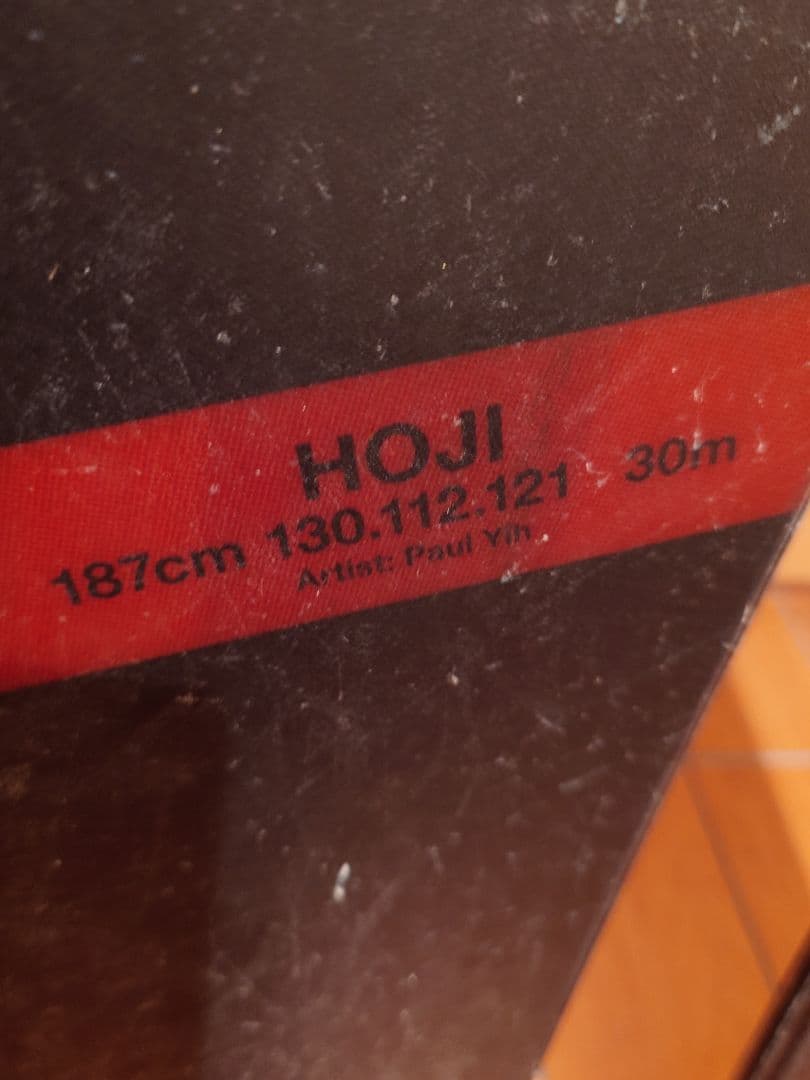 HOJI
187cm 130.112.121 30m
Artist: Paul Yih